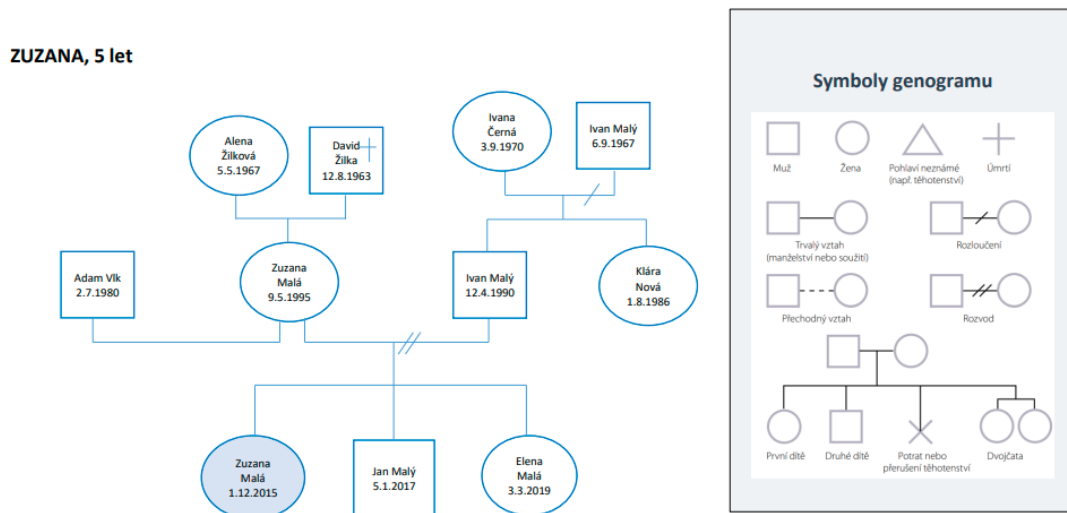 ZUZANA, 5 let
Alena
Žilková
5.5.1967
David
Žilka
12.8.1963
Ivana
Černá
3.9.1970
Ivan Malý
6.9.1967
Adam Vlk
2.7.1980
Zuzana
Malá
9.5.1995
Ivan Malý
12.4.1990
Klára
Nová
1.8.1986
Zuzana
Malá
1.12.2015
Jan Malý
5.1.2017
Elena
Malá
3.3.2019
Symboly genogramu
Muž
Žena
Pohlaví neznámé
(např. těhotenství)
Úmrtí
Trvalý vztah
(manželství nebo soužití)
Rozloučení
Přechodný vztah
Rozvod
První dítě
Druhé dítě
Potrat nebo
přerušení těhotenství
Dvojčata